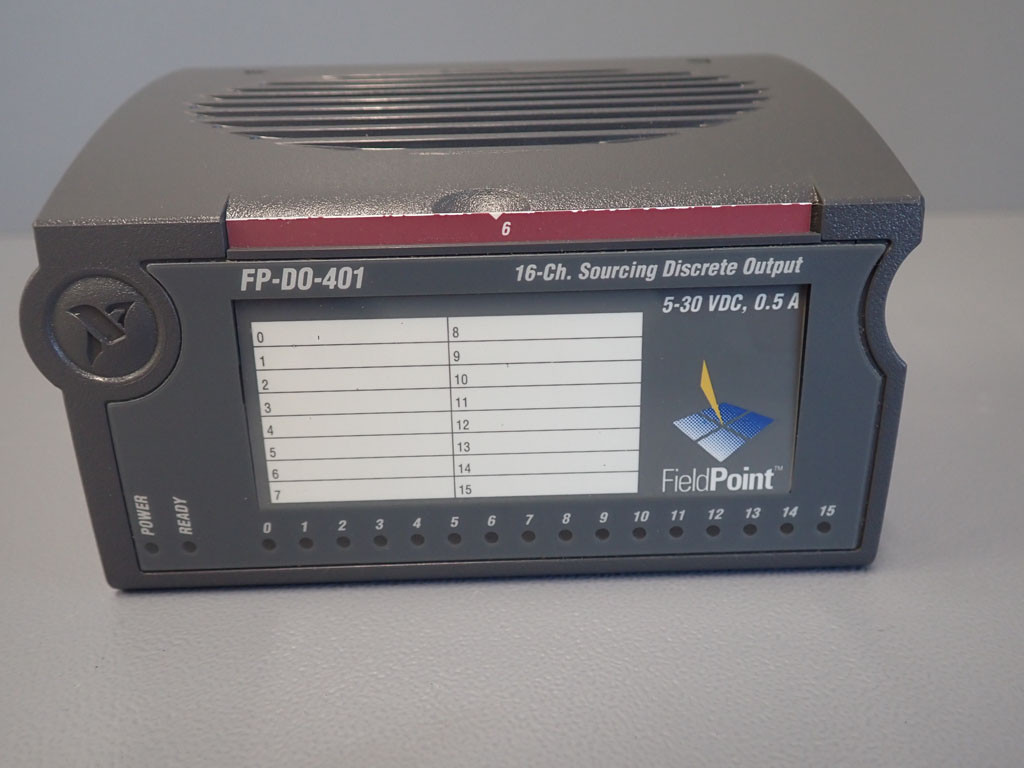 6
FP-DO-401 16-Ch. Sourcing Discrete Output
5-30 VDC, 0.5 A
0 8
1 9
2 10
3 11
4 12
5 13
6 14
7 15
FieldPoint™
POWER READY 0 1 2 3 4 5 6 7 8 9 10 11 12 13 14 15